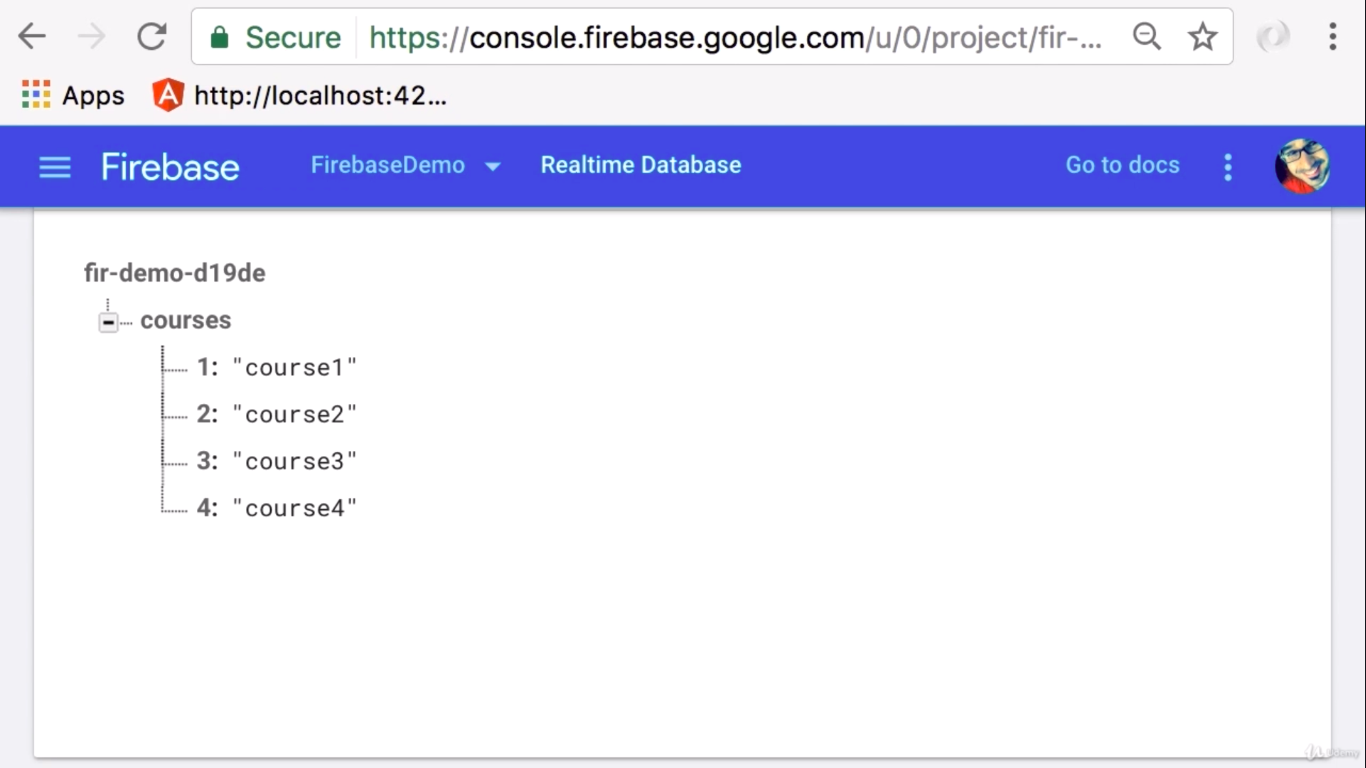 Secure https://console.firebase.google.com/u/0/project/fir-...
Apps http://localhost:42...
Firebase FirebaseDemo Realtime Database Go to docs
fir-demo-d19de
courses
1: "course1"
2: "course2"
3: "course3"
4: "course4"
Udemy